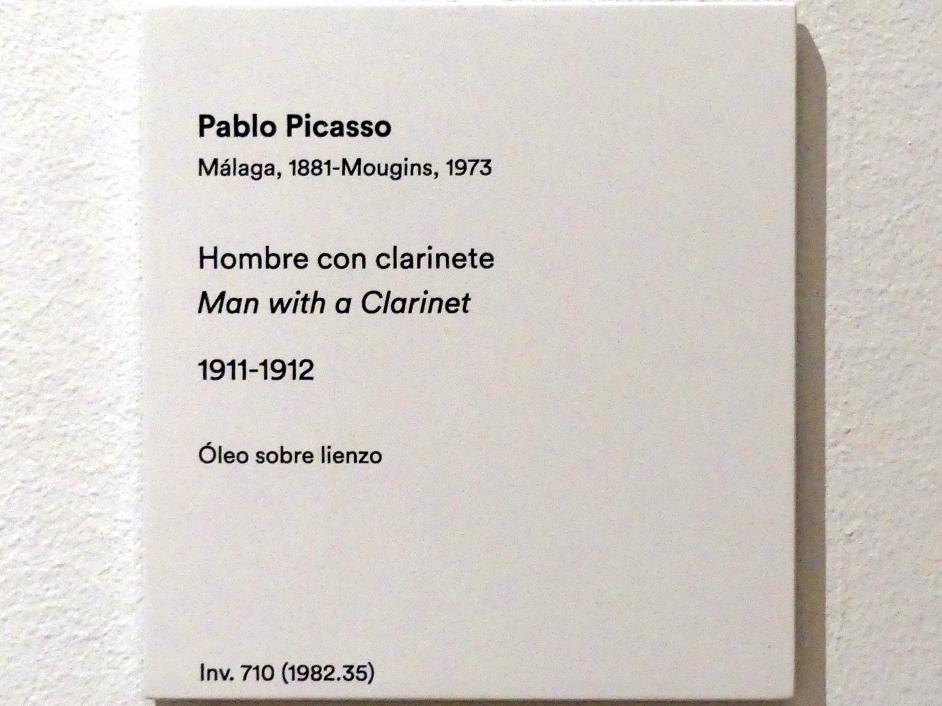 Pablo Picasso
Málaga, 1881-Mougins, 1973
Hombre con clarinete
Man with a Clarinet
1911-1912
Óleo sobre lienzo
Inv. 710 (1982.35)